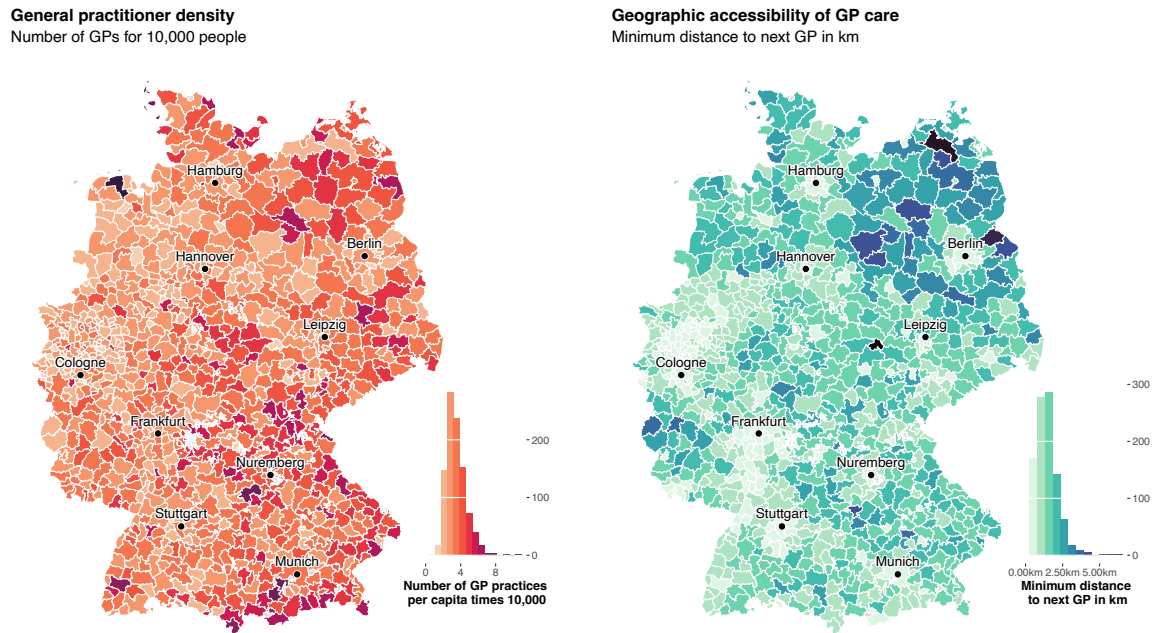 General practitioner density
Number of GPs for 10,000 people
Hamburg
Berlin
Hannover
Leipzig
Cologne
Frankfurt
Nuremberg
Stuttgart
Munich
200
100
0
0 4 8
Number of GP practices
per capita times 10,000
Geographic accessibility of GP care
Minimum distance to next GP in km
Hamburg
Berlin
Hannover
Leipzig
Cologne
Frankfurt
Nuremberg
Stuttgart
Munich
300
200
100
0
0.00km 2.50km 5.00km
Minimum distance
to next GP in km